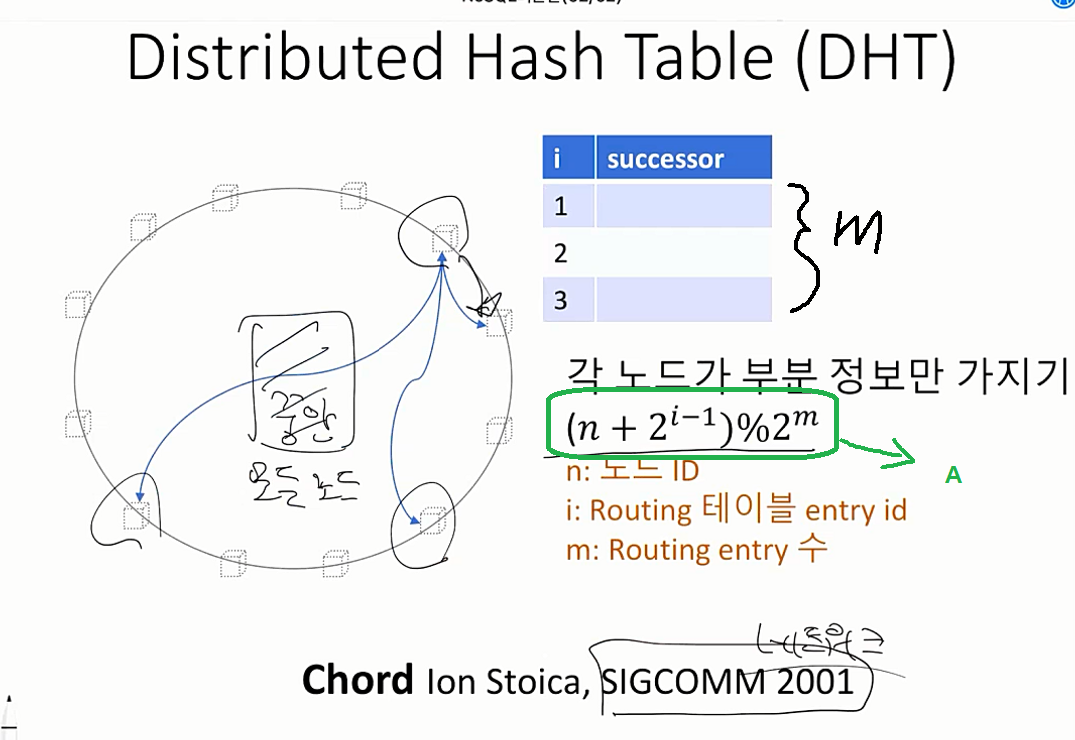 Distributed Hash Table (DHT)
i successor
1
2
3
m
각 노드가 부분 정보만 가지기
(n + 2^{i-1})%2^m
A
n: 노드 ID
i: Routing 테이블 entry id
m: Routing entry 수
중앙
모든 노드
네트워크
Chord Ion Stoica, SIGCOMM 2001